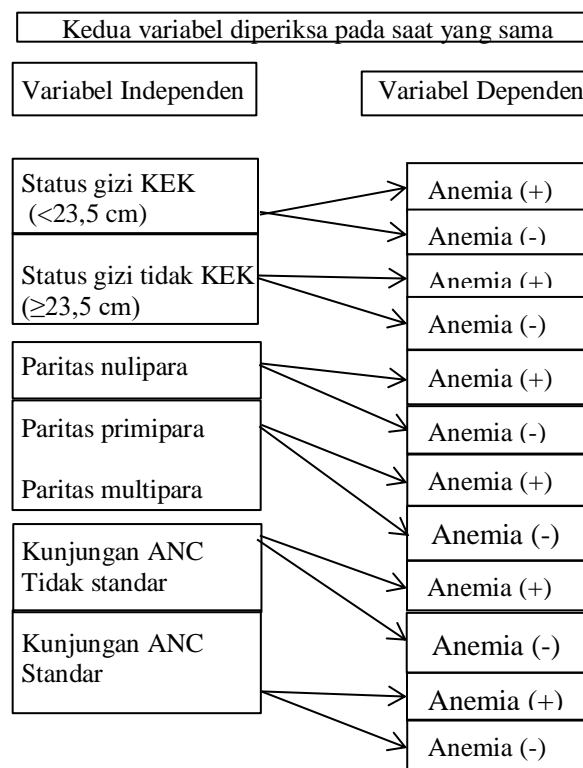 Kedua variabel diperiksa pada saat yang sama
Variabel Independen
Variabel Dependen
Status gizi KEK
(<23,5 cm)
Status gizi tidak KEK
(≥23,5 cm)
Paritas nulipara
Paritas primipara
Paritas multipara
Kunjungan ANC
Tidak standar
Kunjungan ANC
Standar
Anemia (+)
Anemia (-)
Anemia (+)
Anemia (-)
Anemia (+)
Anemia (-)
Anemia (+)
Anemia (-)
Anemia (+)
Anemia (-)
Anemia (+)
Anemia (-)